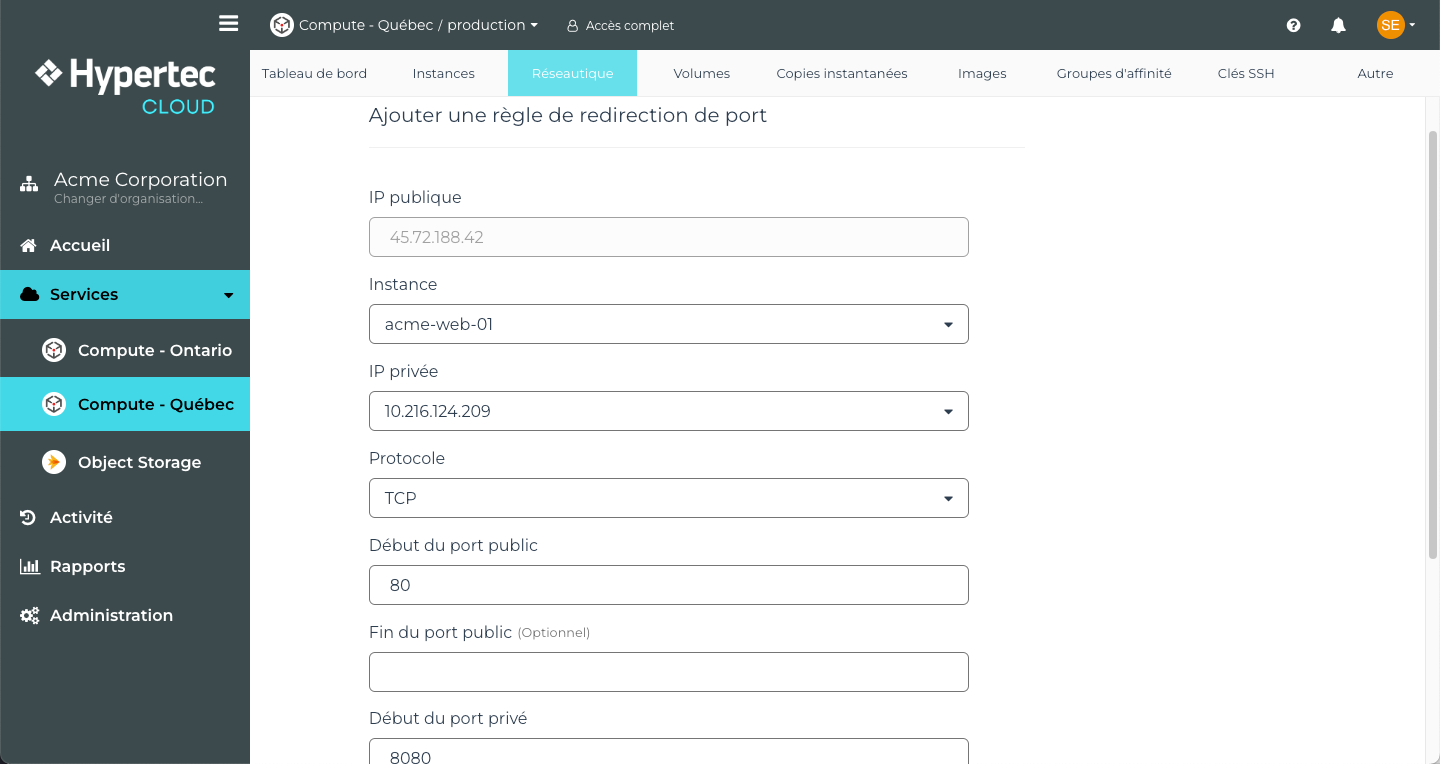 Compute - Québec / production
Accès complet
SE
Hypertec
CLOUD
Tableau de bord
Instances
Réseautique
Volumes
Copies instantanées
Images
Groupes d'affinité
Clés SSH
Autre
Acme Corporation
Changer d'organisation...
Accueil
Services
Compute - Ontario
Compute - Québec
Object Storage
Activité
Rapports
Administration
Ajouter une règle de redirection de port
IP publique
45.72.188.42
Instance
acme-web-01
IP privée
10.216.124.209
Protocole
TCP
Début du port public
80
Fin du port public (Optionnel)
Début du port privé
8080